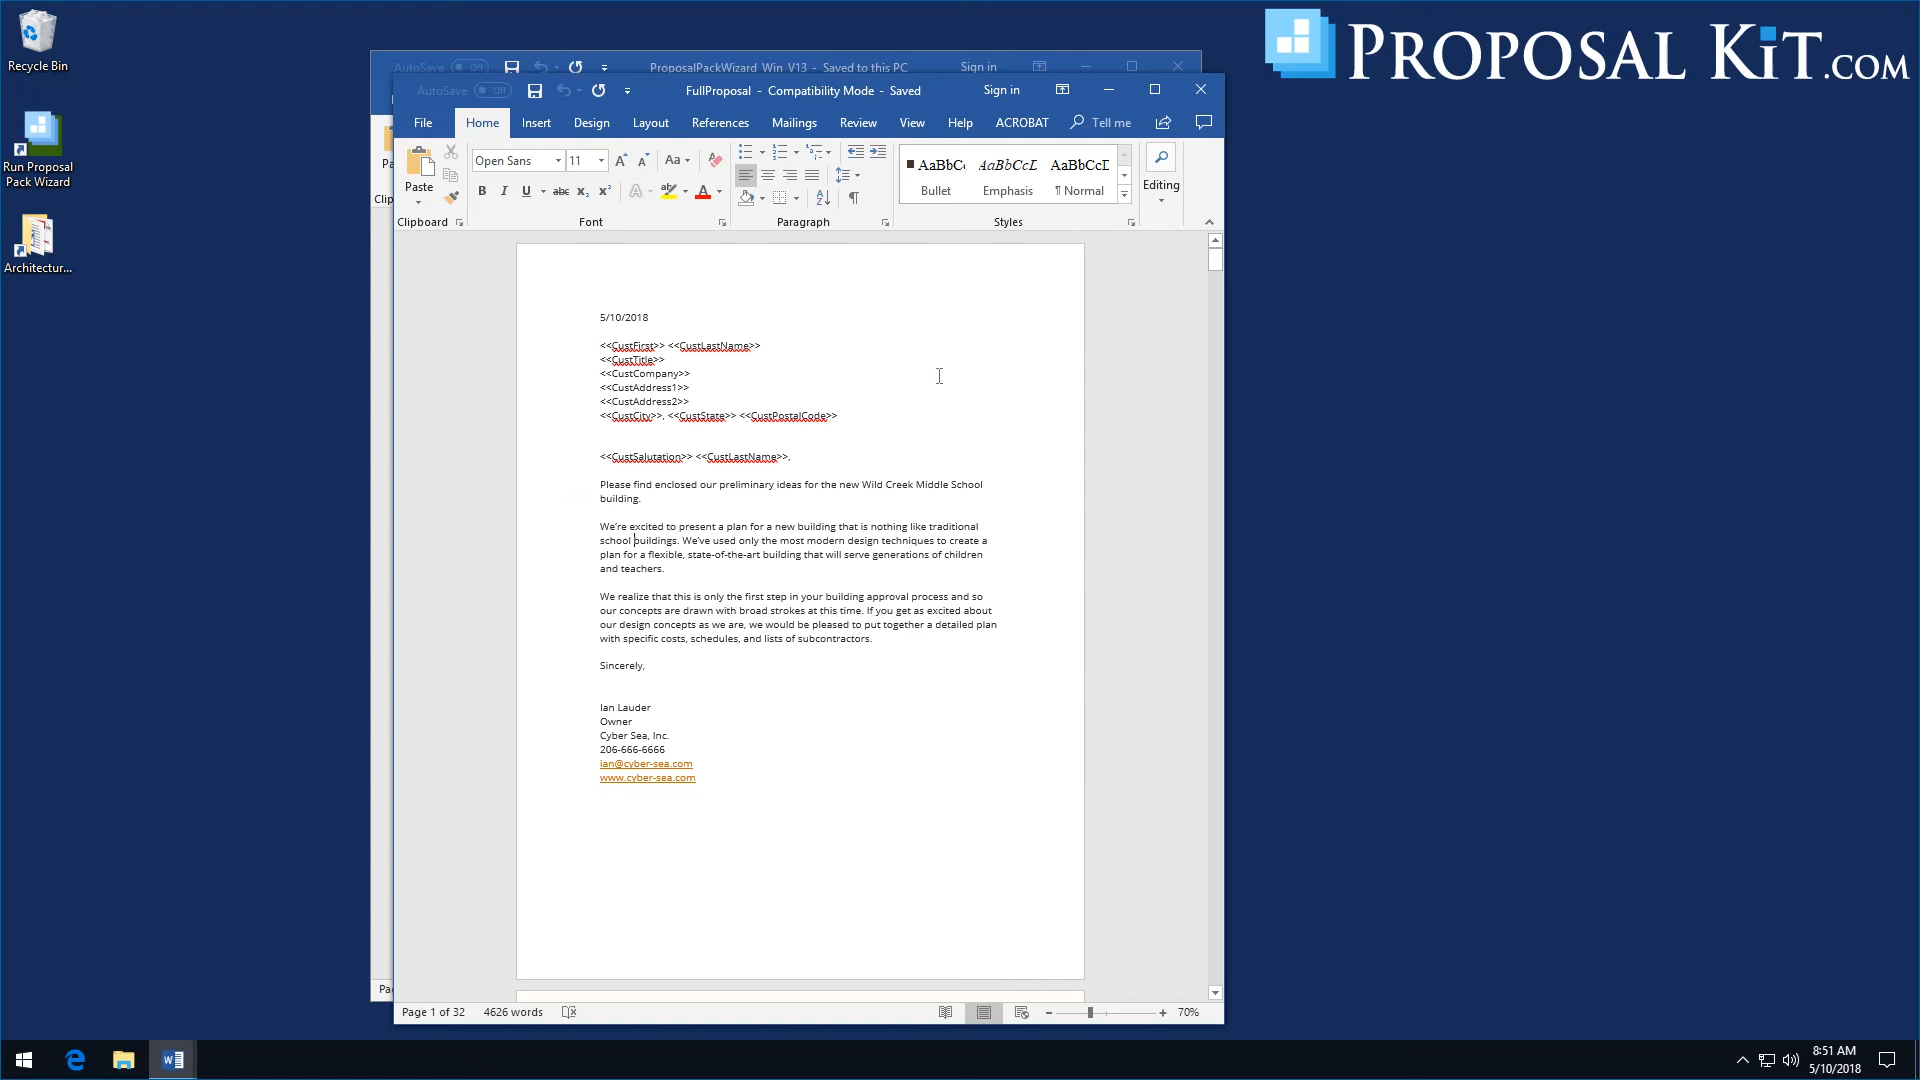 Recycle Bin
Run Proposal
Pack Wizard
Architectur...
PROPOSAL KIT.COM
AutoSave Off
ProposalPackWizard_Win_V13 - Saved to this PC
Sign in
AutoSave Off
FullProposal - Compatibility Mode - Saved
Sign in
File Home Insert Design Layout References Mailings Review View Help ACROBAT Tell me
Open Sans 11
Paste
Clipboard
Font
Paragraph
AaBbC AaBbCcL AaBbCcD
Bullet Emphasis ¶ Normal
Styles
Editing
5/10/2018
<<CustFirst>> <<CustLastName>>
<<CustTitle>>
<<CustCompany>>
<<CustAddress1>>
<<CustAddress2>>
<<CustCity>>, <<CustState>> <<CustPostalCode>>
<<CustSalutation>> <<CustLastName>>,
Please find enclosed our preliminary ideas for the new Wild Creek Middle School
building.
We're excited to present a plan for a new building that is nothing like traditional
school buildings. We've used only the most modern design techniques to create a
plan for a flexible, state-of-the-art building that will serve generations of children
and teachers.
We realize that this is only the first step in your building approval process and so
our concepts are drawn with broad strokes at this time. If you get as excited about
our design concepts as we are, we would be pleased to put together a detailed plan
with specific costs, schedules, and lists of subcontractors.
Sincerely,
Ian Lauder
Owner
Cyber Sea, Inc.
206-666-6666
ian@cyber-sea.com
www.cyber-sea.com
Page 1 of 32 4626 words
70%
8:51 AM
5/10/2018